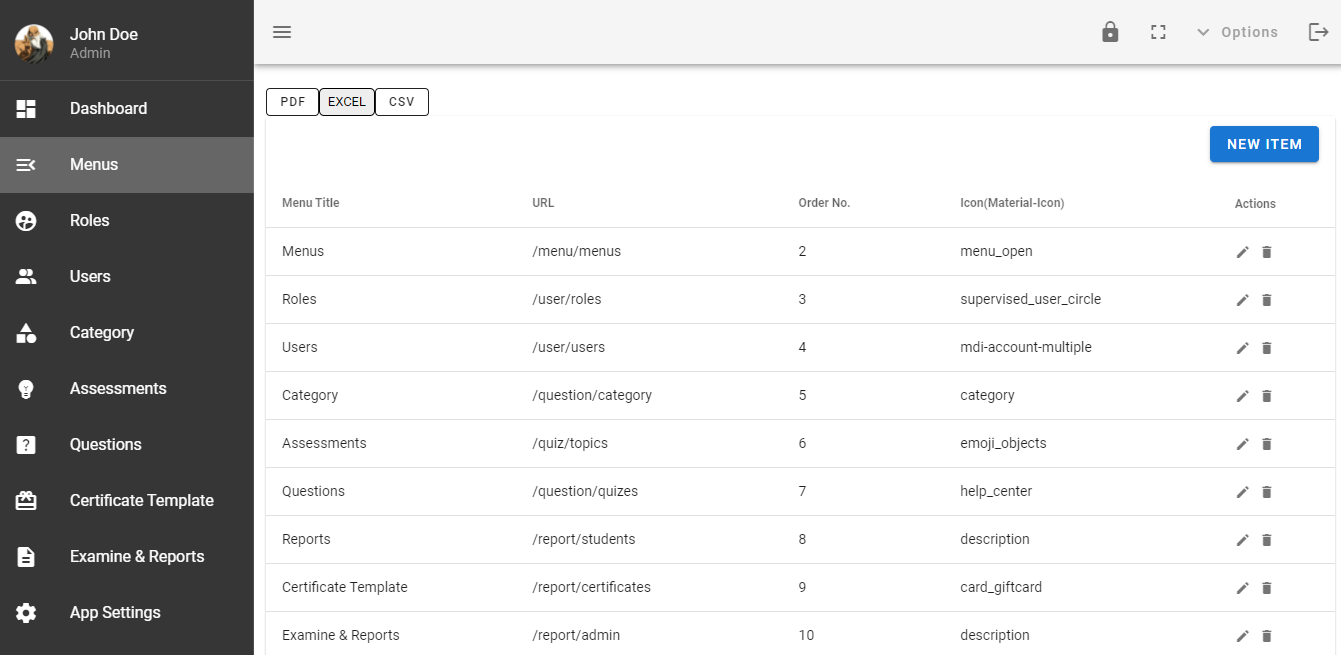 John Doe
Admin
Options
Dashboard
Menus
Roles
Users
Category
Assessments
Questions
Certificate Template
Examine & Reports
App Settings
PDF EXCEL CSV
NEW ITEM
Menu Title URL Order No. Icon(Material-Icon) Actions
Menus /menu/menus 2 menu_open
Roles /user/roles 3 supervised_user_circle
Users /user/users 4 mdi-account-multiple
Category /question/category 5 category
Assessments /quiz/topics 6 emoji_objects
Questions /question/quizes 7 help_center
Reports /report/students 8 description
Certificate Template /report/certificates 9 card_giftcard
Examine & Reports /report/admin 10 description